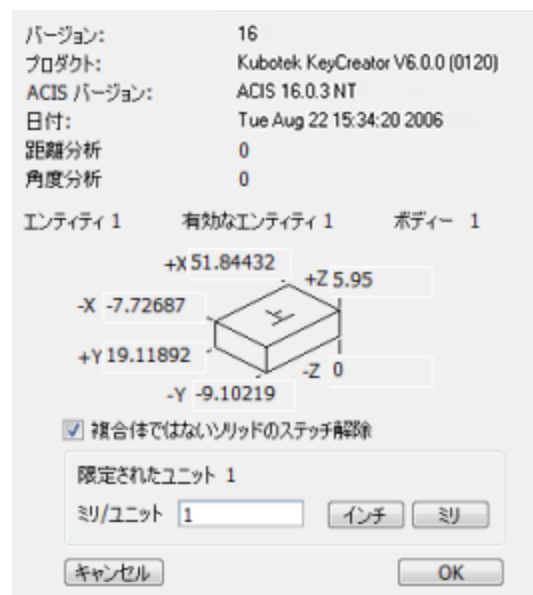 バージョン: 16
プロダクト: Kubotek KeyCreator V6.0.0 (0120)
ACIS バージョン: ACIS 16.0.3 NT
日付: Tue Aug 22 15:34:20 2006
距離分析 0
角度分析 0
エンティティ 1 有効なエンティティ 1 ボディー 1
+X 51.84432
+Z 5.95
-X -7.72687
上
+Y 19.11892
-Z 0
-Y -9.10219
複合体ではないソリッドのステッチ解除
限定されたユニット 1
ミリ/ユニット 1 インチ ミリ
キャンセル OK